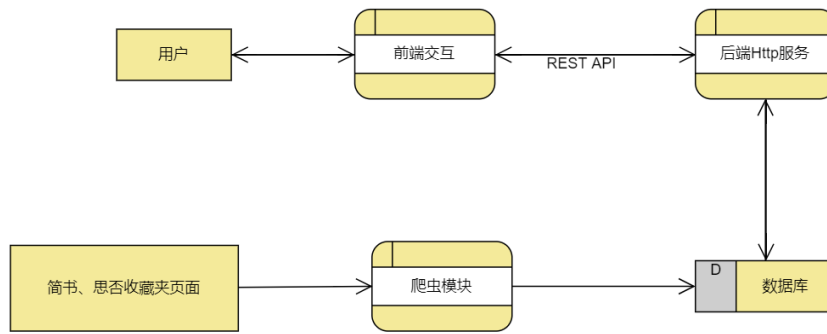 用户
前端交互
REST API
后端Http服务
简书、思否收藏夹页面
爬虫模块
D
数据库